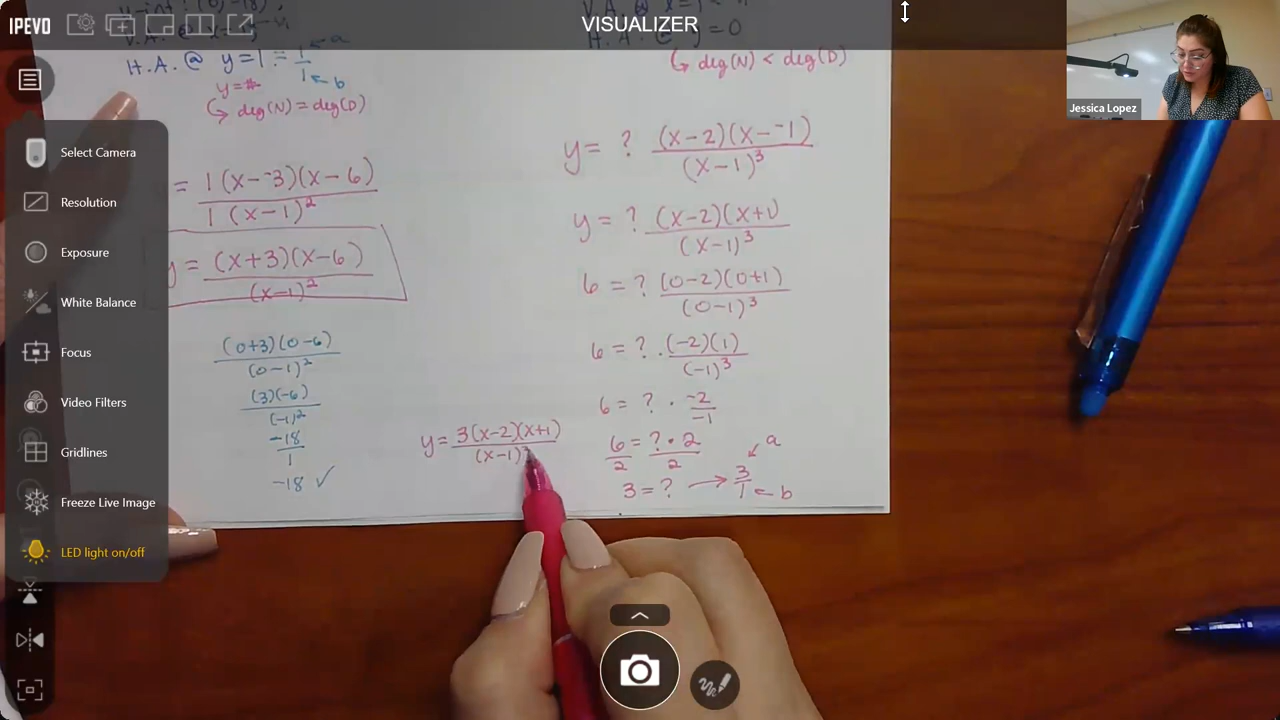 IPEVO
VISUALIZER
Jessica Lopez
Select Camera
Resolution
Exposure
White Balance
Focus
Video Filters
Gridlines
Freeze Live Image
LED light on/off
H.A. @ y=1 = 1/1 ← a ← b
y=#
↳ deg(N) = deg(D)
= 1(x--3)(x-6) / 1(x-1)²
y = (x+3)(x-6) / (x-1)²
(0+3)(0-6) / (0-1)²
(3)(-6) / (-1)²
-18 / 1
-18 ✓
H.A. @ y=0
↳ deg(N) < deg(D)
y = ? (x-2)(x--1) / (x-1)³
y = ? (x-2)(x+1) / (x-1)³
6 = ? (0-2)(0+1) / (0-1)³
6 = ? · (-2)(1) / (-1)³
6 = ? · -2 / -1
6/2 = ?·2 / 2
3 = ? → 3/1 ← a ← b
y = 3(x-2)(x+1) / (x-1)³